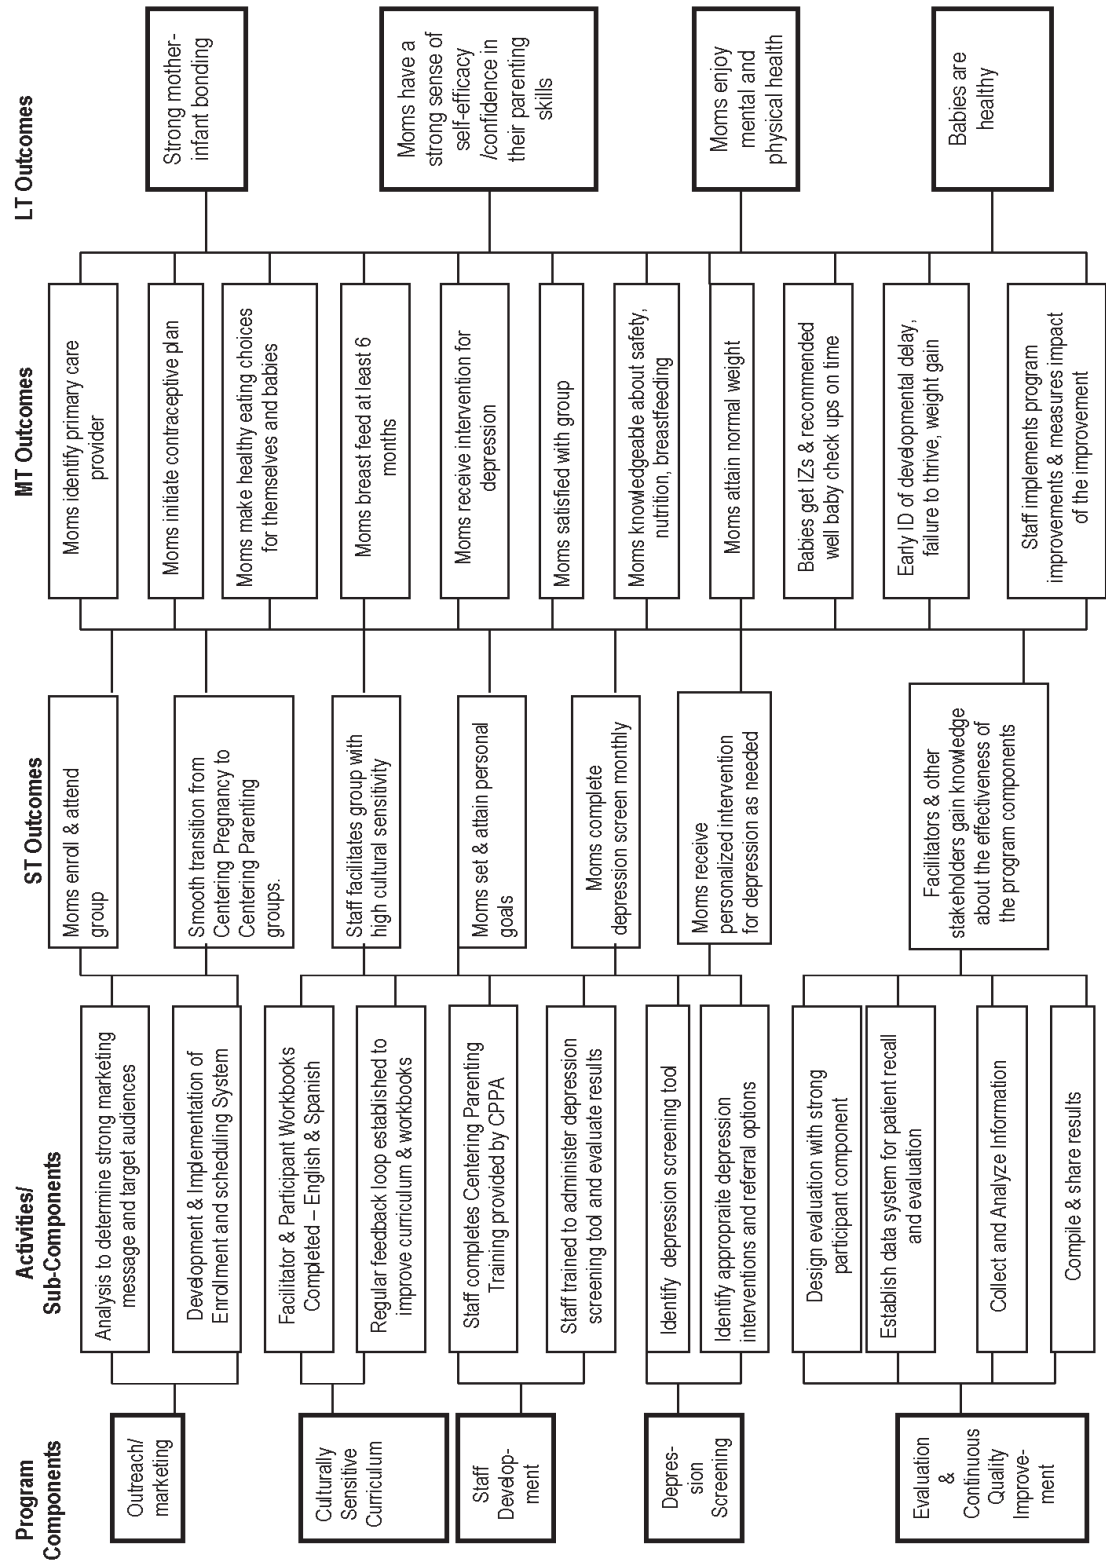 Program
Components
Outreach/
marketing
Culturally
Sensitive
Curriculum
Staff
Develop-
ment
Depres-
sion
Screening
Evaluation
&
Continuous
Quality
Improve-
ment
Activities/
Sub-Components
Analysis to determine strong marketing
message and target audiences
Development & Implementation of
Enrollment and scheduling System
Facilitator & Participant Workbooks
Completed – English & Spanish
Regular feedback loop established to
improve curriculum & workbooks
Staff completes Centering Parenting
Training provided by CPPA
Staff trained to administer depression
screening tool and evaluate results
Identify depression screening tool
Identify appropraite depression
interventions and referral options
Design evaluation with strong
participant component
Establish data system for patient recall
and evaluation
Collect and Analyze Information
Compile & share results
ST Outcomes
Moms enroll & attend
group
Smooth transition from
Centering Pregnancy to
Centering Parenting
groups.
Staff facilitates group with
high cultural sensitivity
Moms set & attain personal
goals
Moms complete
depression screen monthly
Moms receive
personalized intervention
for depression as needed
Facilitators & other
stakeholders gain knowledge
about the effectiveness of
the program components
MT Outcomes
Moms identify primary care
provider
Moms initiate contraceptive plan
Moms make healthy eating choices
for themselves and babies
Moms breast feed at least 6
months
Moms receive intervention for
depression
Moms satisfied with group
Moms knowledgeable about safety,
nutrition, breastfeeding
Moms attain normal weight
Babies get IZs & recommended
well baby check ups on time
Early ID of developmental delay,
failure to thrive, weight gain
Staff implements program
improvements & measures impact
of the improvement
LT Outcomes
Strong mother-
infant bonding
Moms have a
strong sense of
self-efficacy
/confidence in
their parenting
skills
Moms enjoy
mental and
physical health
Babies are
healthy